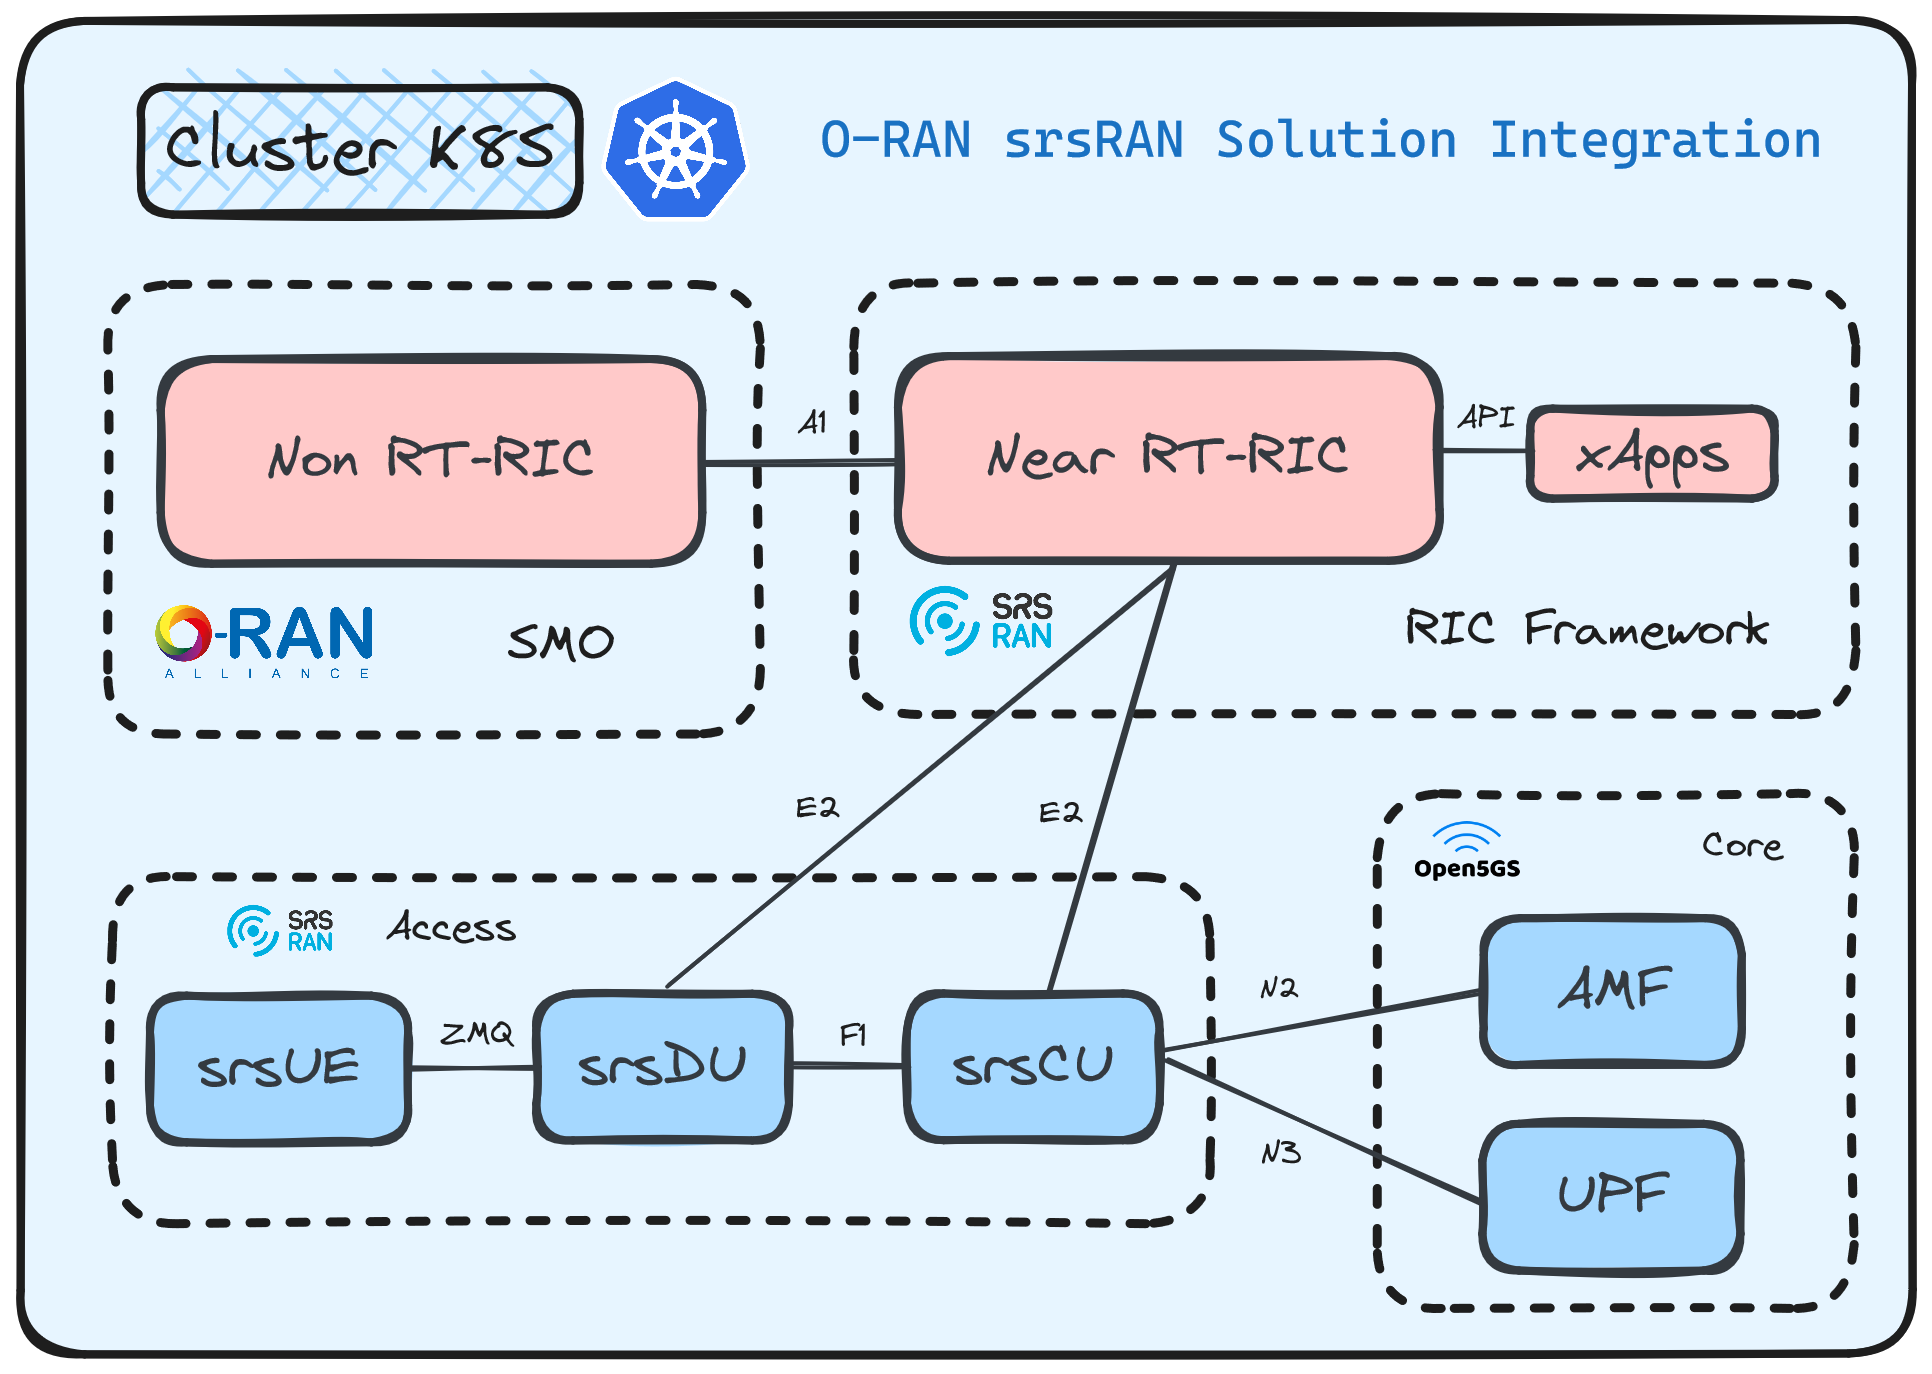 Cluster K8S
O-RAN srsRAN Solution Integration
Non RT-RIC
A1
Near RT-RIC
API
xApps
O-RAN
ALLIANCE
SMO
SRS
RAN
RIC Framework
E2
E2
Open5GS
Core
SRS
RAN
Access
srsUE
ZMQ
srsDU
F1
srsCU
N2
AMF
N3
UPF